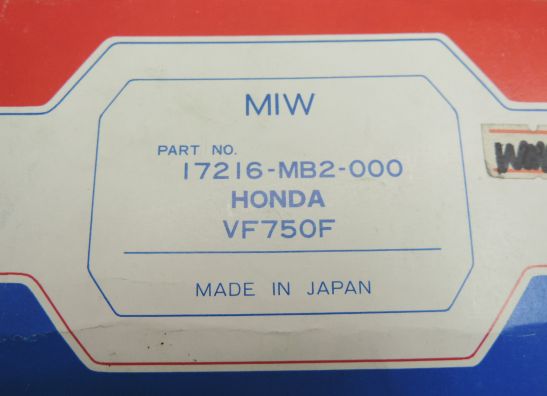 MIW
PART NO.
17216-MB2-000
HONDA
VF750F
MADE IN JAPAN